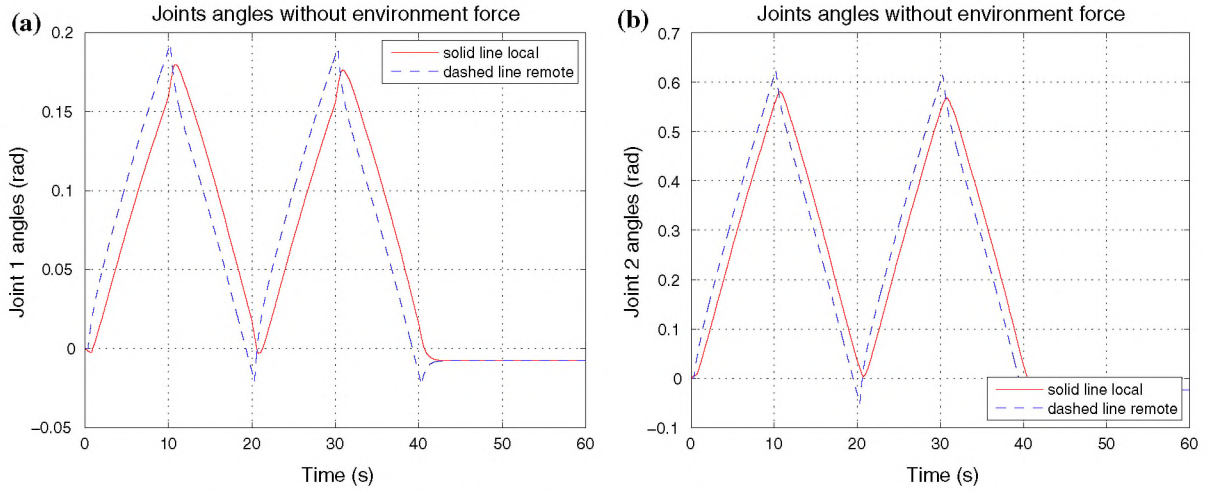 (a)
Joints angles without environment force
0.2
0.15
0.1
0.05
0
−0.05
Joint 1 angles (rad)
solid line local
dashed line remote
0 10 20 30 40 50 60
Time (s)
(b)
Joints angles without environment force
0.7
0.6
0.5
0.4
0.3
0.2
0.1
0
−0.1
Joint 2 angles (rad)
solid line local
dashed line remote
0 10 20 30 40 50 60
Time (s)